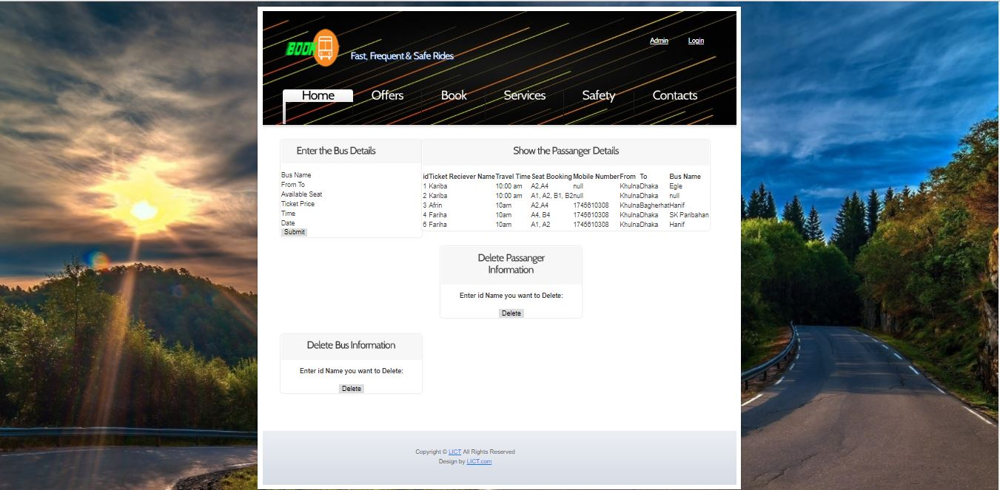 BOOK
Fast, Frequent & Safe Rides
Admin Login
Home Offers Book Services Safety Contacts
Enter the Bus Details
Bus Name
From To
Available Seat
Ticket Price
Time
Date
Submit
Show the Passanger Details
id Ticket Reciever Name Travel Time Seat Booking Mobile Number From To Bus Name
1 Kariba 10:00 am A2,A4 null Khulna Dhaka Egle
2 Kariba 10:00 am A1, A2, B1, B2 null Khulna Dhaka null
3 Afrin 10am A2,A4 1745610308 Khulna Bagherhat Hanif
4 Fariha 10am A4, B4 1745610308 Khulna Dhaka SK Paribahan
6 Fariha 10am A1, A2 1745610308 Khulna Dhaka Hanif
Delete Passanger
Information
Enter id Name you want to Delete:
Delete
Delete Bus Information
Enter id Name you want to Delete:
Delete
Copyright © LICT All Rights Reserved
Design by LICT.com